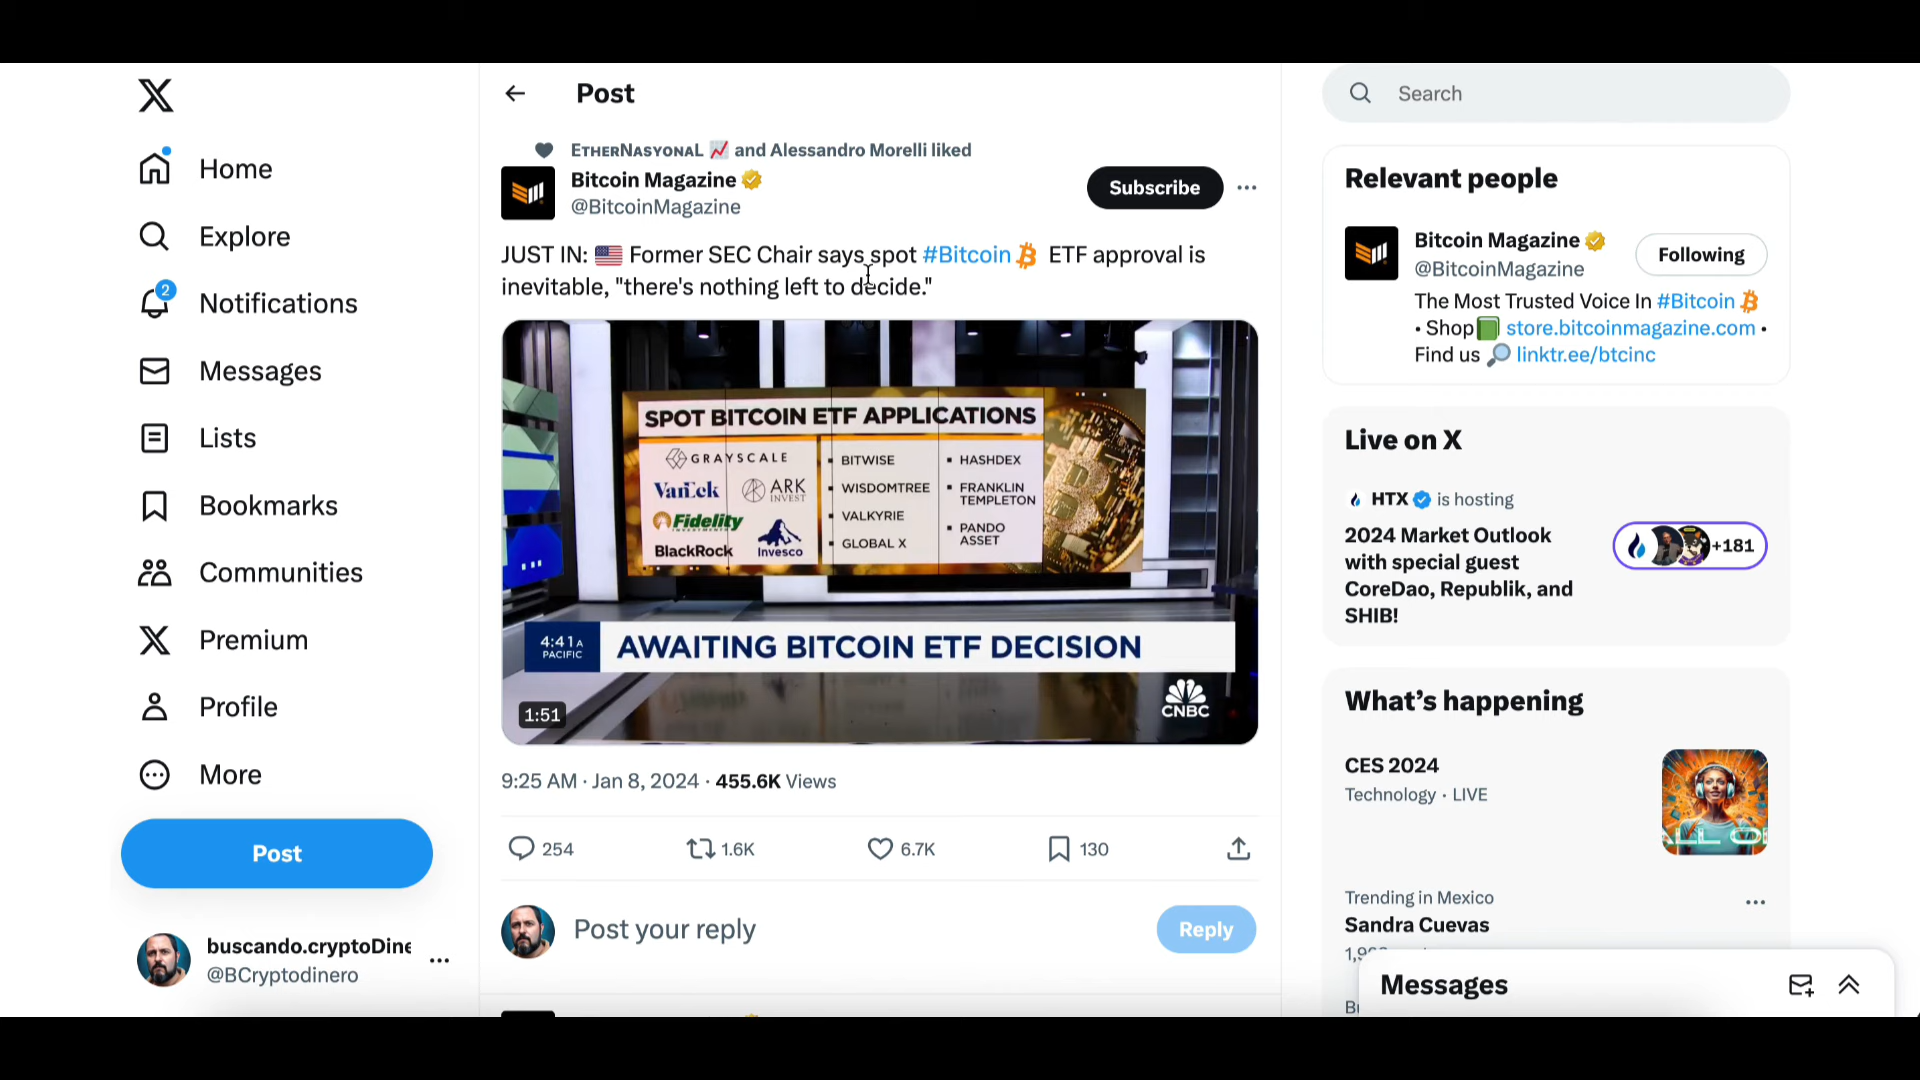 Home
Explore
2
Notifications
Messages
Lists
Bookmarks
Communities
Premium
Profile
More
Post
buscando.cryptoDine
@BCryptodinero
Post
EᴛʜᴇʀNᴀsʏᴏɴᴀL 📈 and Alessandro Morelli liked
Bitcoin Magazine
@BitcoinMagazine
Subscribe
JUST IN: 🇺🇸 Former SEC Chair says spot #Bitcoin ETF approval is
inevitable, "there's nothing left to decide."
SPOT BITCOIN ETF APPLICATIONS
GRAYSCALE
VanEck
ARK
INVEST
Fidelity
INVESTMENTS
BlackRock
Invesco
▪ BITWISE
▪ WISDOMTREE
▪ VALKYRIE
▪ GLOBAL X
▪ HASHDEX
▪ FRANKLIN
TEMPLETON
▪ PANDO
ASSET
4:41A
PACIFIC
AWAITING BITCOIN ETF DECISION
CNBC
1:51
9:25 AM · Jan 8, 2024 · 455.6K Views
254
1.6K
6.7K
130
Post your reply
Reply
Search
Relevant people
Bitcoin Magazine
@BitcoinMagazine
Following
The Most Trusted Voice In #Bitcoin
• Shop📗 store.bitcoinmagazine.com •
Find us 🔎 linktr.ee/btcinc
Live on X
HTX is hosting
2024 Market Outlook
with special guest
CoreDao, Republik, and
SHIB!
+181
What’s happening
CES 2024
Technology · LIVE
ALL O
Trending in Mexico
Sandra Cuevas
Messages